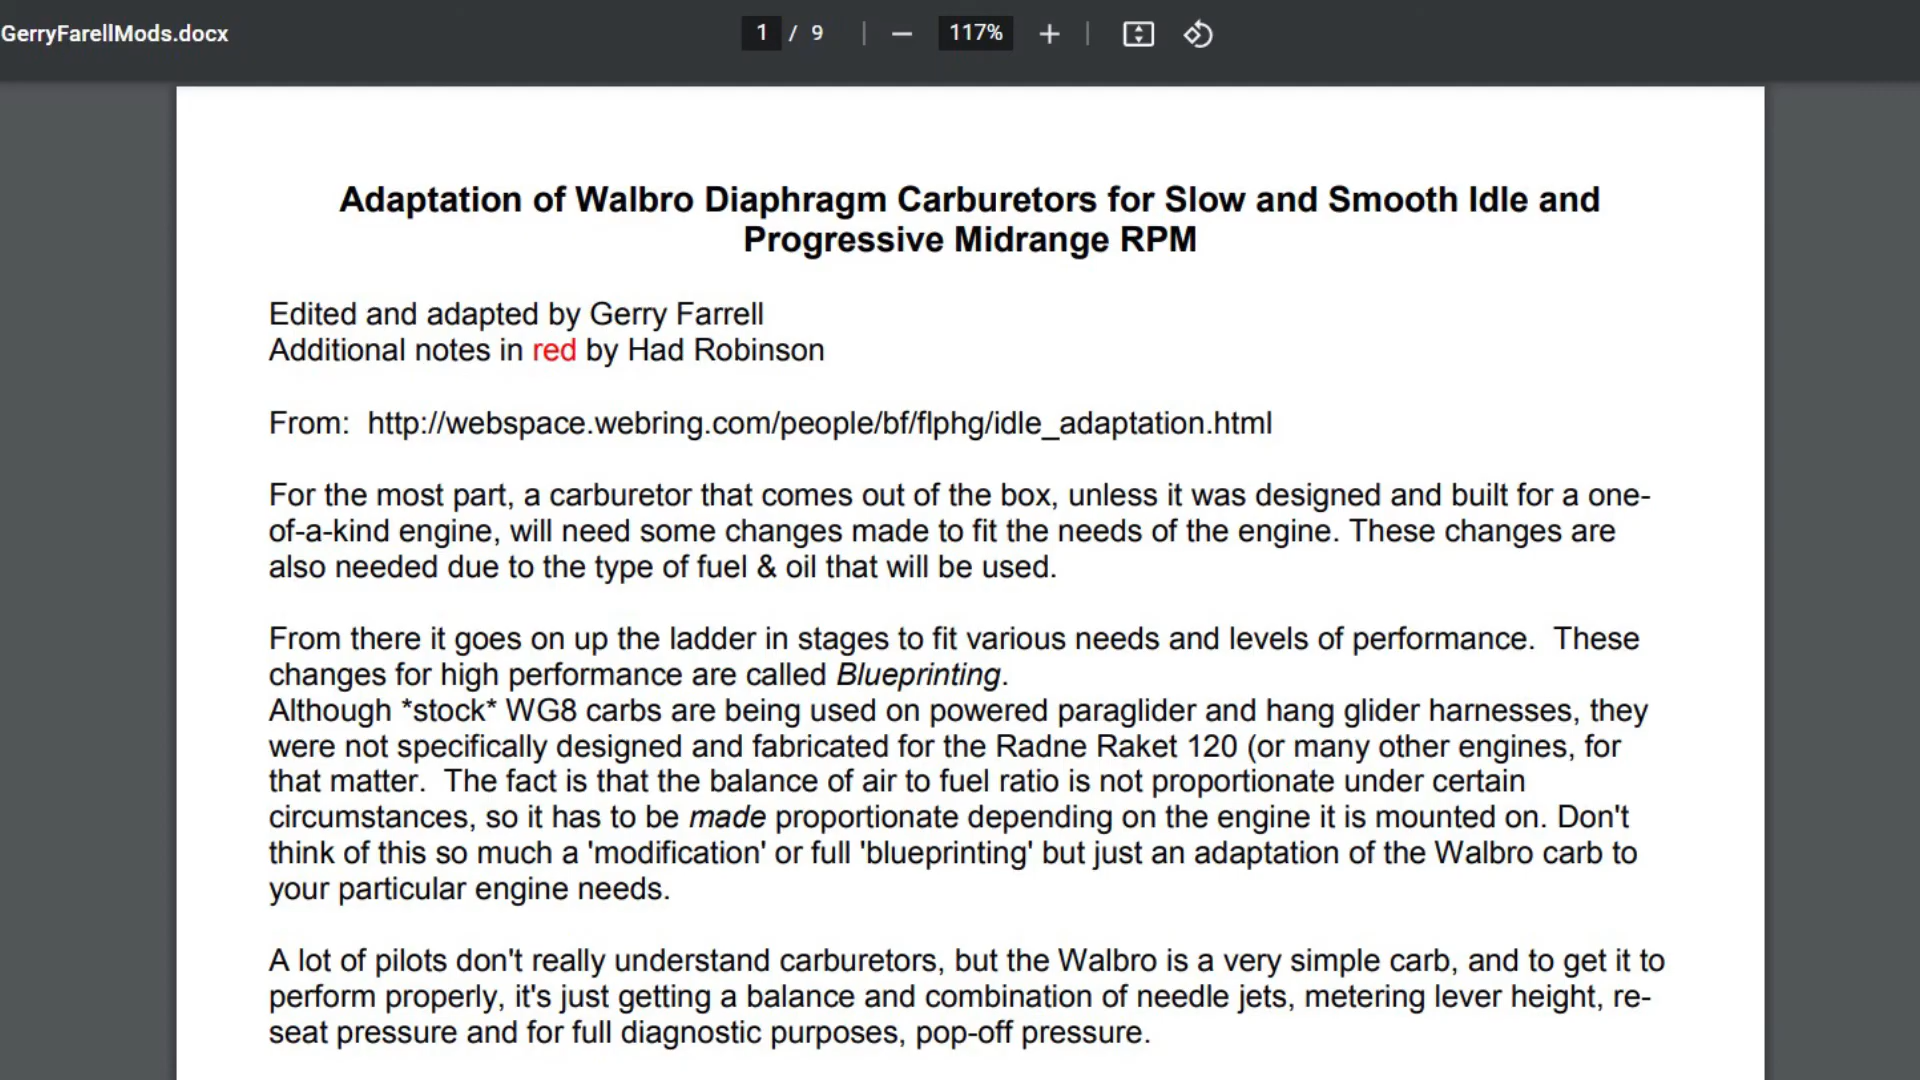 GerryFarellMods.docx
1 / 9
117%
Adaptation of Walbro Diaphragm Carburetors for Slow and Smooth Idle and
Progressive Midrange RPM
Edited and adapted by Gerry Farrell
Additional notes in red by Had Robinson
From:  http://webspace.webring.com/people/bf/flphg/idle_adaptation.html
For the most part, a carburetor that comes out of the box, unless it was designed and built for a one-
of-a-kind engine, will need some changes made to fit the needs of the engine. These changes are
also needed due to the type of fuel & oil that will be used.
From there it goes on up the ladder in stages to fit various needs and levels of performance.  These
changes for high performance are called Blueprinting.
Although *stock* WG8 carbs are being used on powered paraglider and hang glider harnesses, they
were not specifically designed and fabricated for the Radne Raket 120 (or many other engines, for
that matter.  The fact is that the balance of air to fuel ratio is not proportionate under certain
circumstances, so it has to be made proportionate depending on the engine it is mounted on. Don't
think of this so much a 'modification' or full 'blueprinting' but just an adaptation of the Walbro carb to
your particular engine needs.
A lot of pilots don't really understand carburetors, but the Walbro is a very simple carb, and to get it to
perform properly, it's just getting a balance and combination of needle jets, metering lever height, re-
seat pressure and for full diagnostic purposes, pop-off pressure.